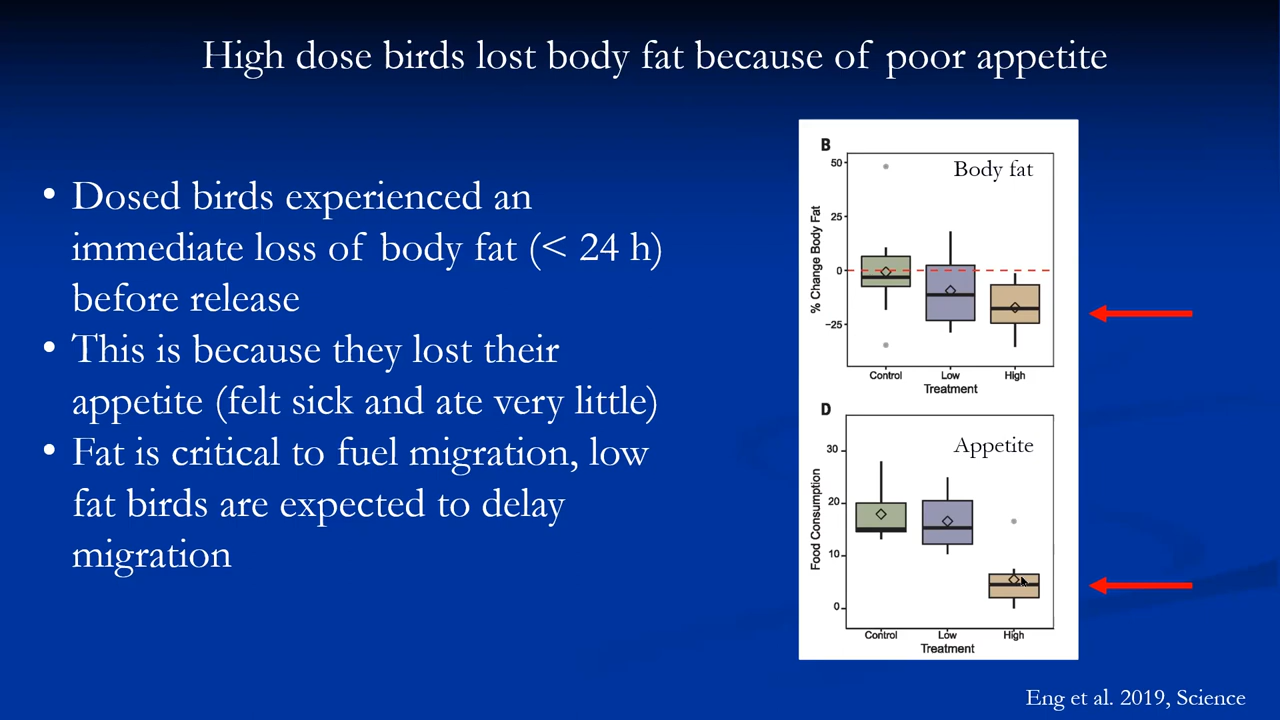 High dose birds lost body fat because of poor appetite
• Dosed birds experienced an
immediate loss of body fat (< 24 h)
before release
• This is because they lost their
appetite (felt sick and ate very little)
• Fat is critical to fuel migration, low
fat birds are expected to delay
migration
B
Body fat
% Change Body Fat
50
25
0
−25
Control Low High
Treatment
D
Appetite
Food Consumption
30
20
10
0
Control Low High
Treatment
Eng et al. 2019, Science